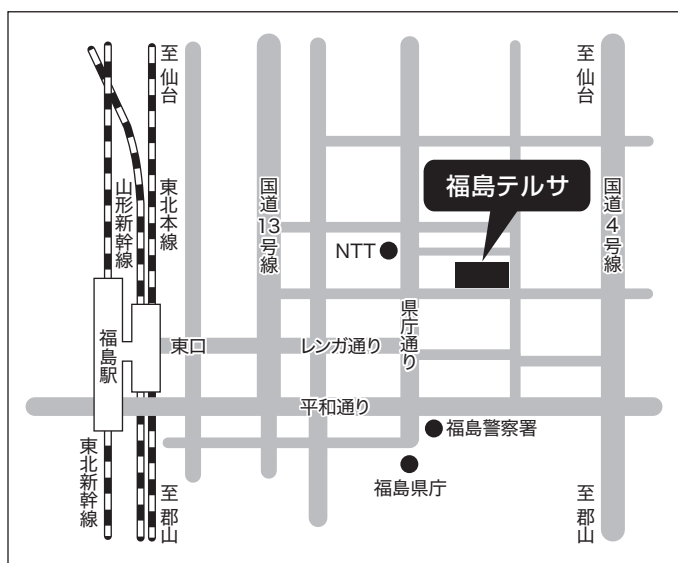 至 仙台
至 仙台
山形新幹線
東北本線
国道13号線
福島テルサ
国道4号線
NTT
県庁通り
福島駅
東口
レンガ通り
平和通り
福島警察署
東北新幹線
福島県庁
至 郡山
至 郡山